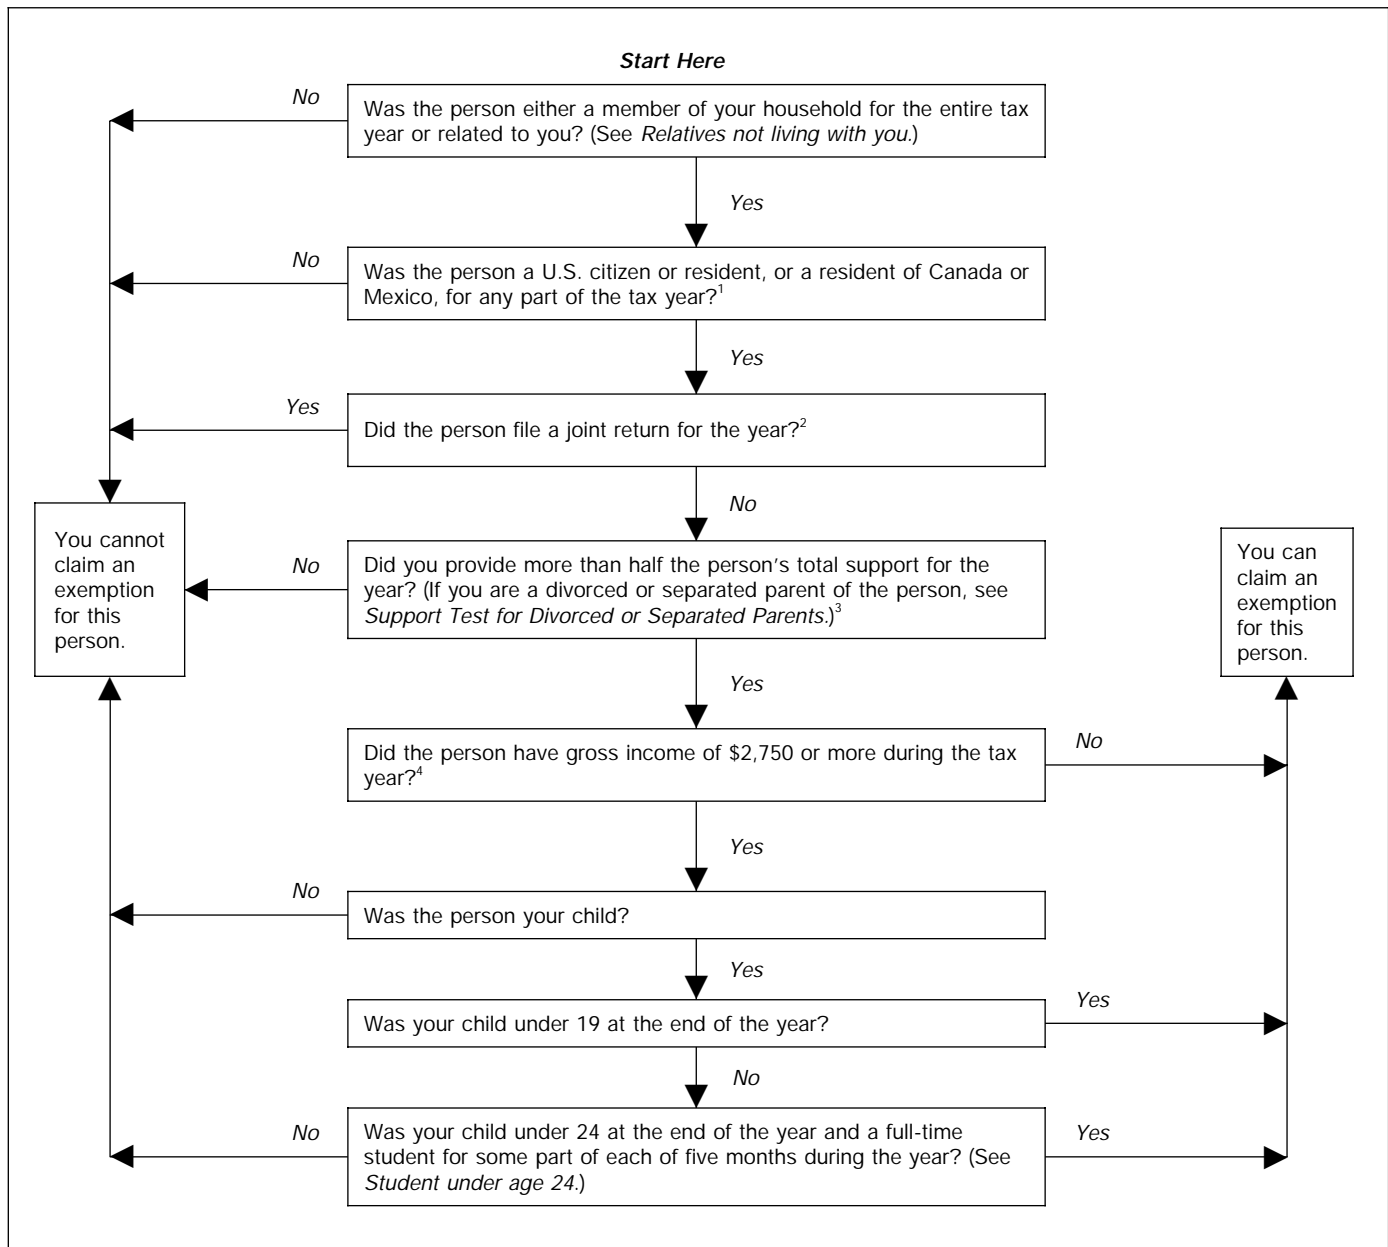 Start Here
No
Was the person either a member of your household for the entire tax
year or related to you? (See Relatives not living with you.)
Yes
No
Was the person a U.S. citizen or resident, or a resident of Canada or
Mexico, for any part of the tax year?1
Yes
Yes
Did the person file a joint return for the year?2
No
You cannot
claim an
exemption
for this
person.
No
Did you provide more than half the person's total support for the
year? (If you are a divorced or separated parent of the person, see
Support Test for Divorced or Separated Parents.)3
You can
claim an
exemption
for this
person.
Yes
Did the person have gross income of $2,750 or more during the tax
year?4
No
Yes
No
Was the person your child?
Yes
Was your child under 19 at the end of the year?
Yes
No
No
Was your child under 24 at the end of the year and a full-time
student for some part of each of five months during the year? (See
Student under age 24.)
Yes